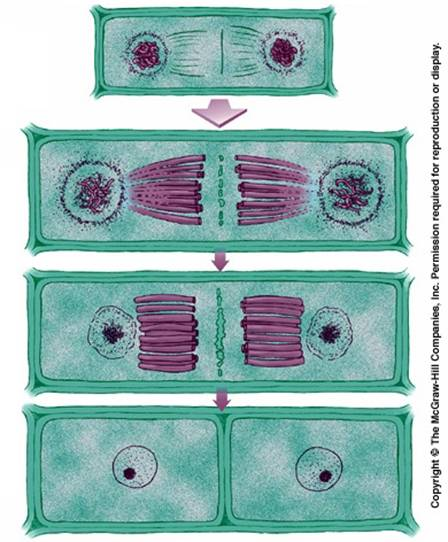 Copyright © The McGraw-Hill Companies, Inc. Permission required for reproduction or display.